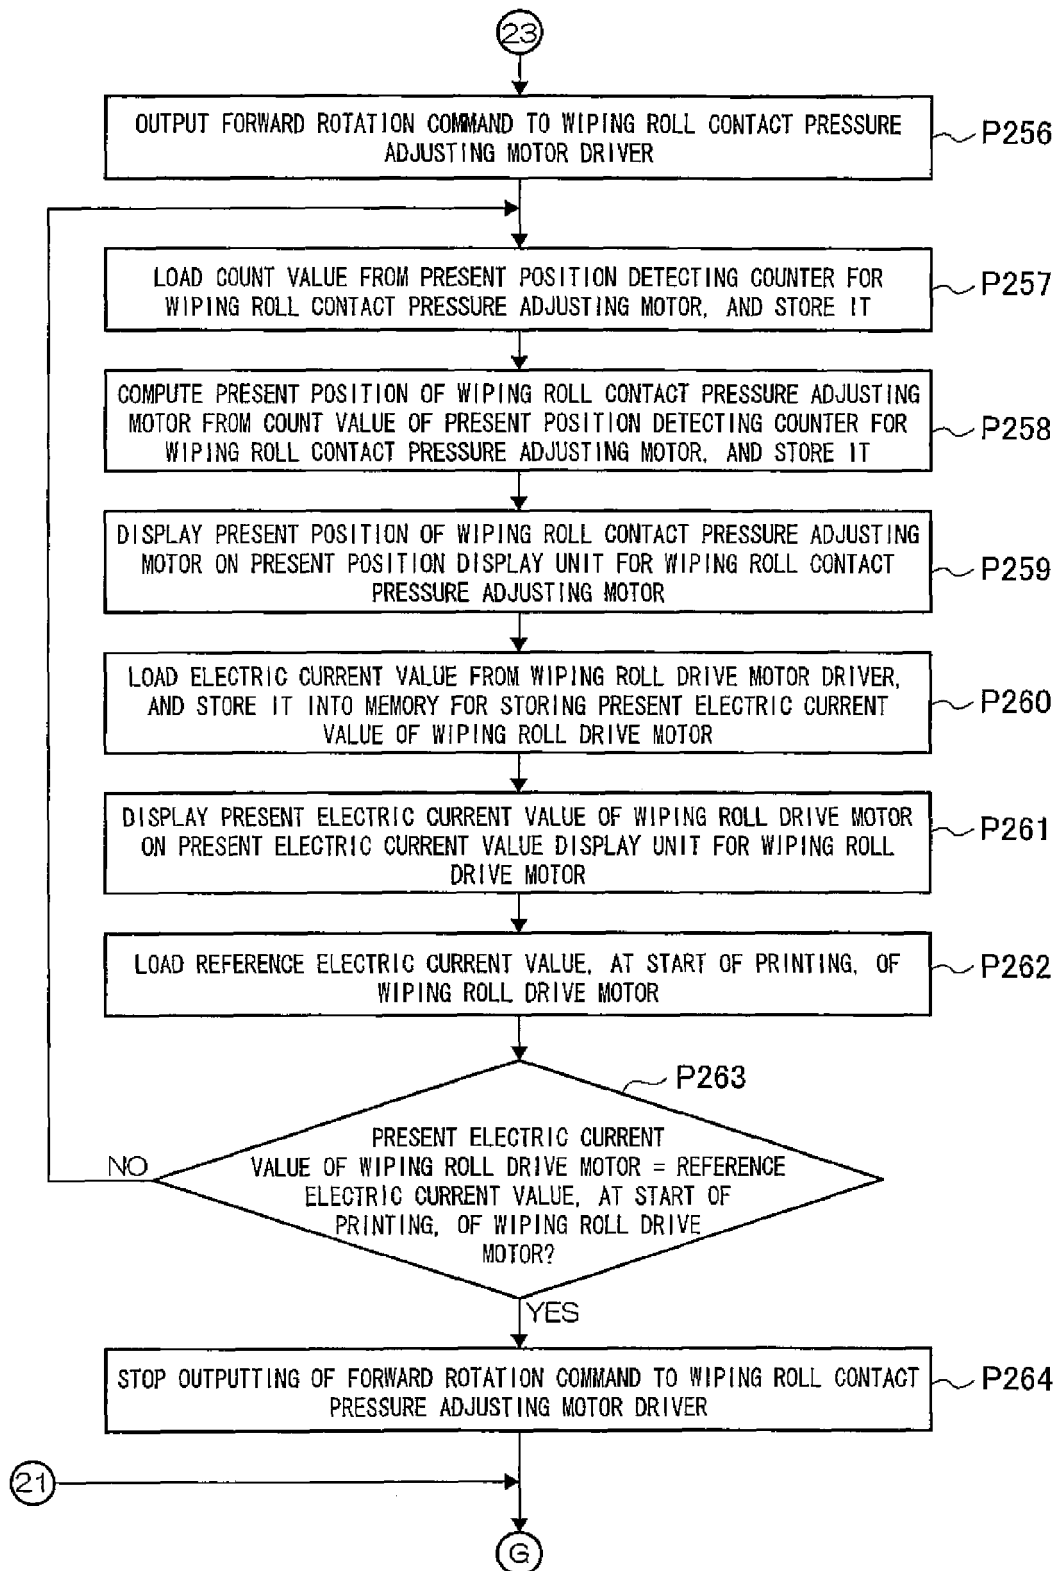 23
OUTPUT FORWARD ROTATION COMMAND TO WIPING ROLL CONTACT PRESSURE
ADJUSTING MOTOR DRIVER
P256
LOAD COUNT VALUE FROM PRESENT POSITION DETECTING COUNTER FOR
WIPING ROLL CONTACT PRESSURE ADJUSTING MOTOR, AND STORE IT
P257
COMPUTE PRESENT POSITION OF WIPING ROLL CONTACT PRESSURE ADJUSTING
MOTOR FROM COUNT VALUE OF PRESENT POSITION DETECTING COUNTER FOR
WIPING ROLL CONTACT PRESSURE ADJUSTING MOTOR, AND STORE IT
P258
DISPLAY PRESENT POSITION OF WIPING ROLL CONTACT PRESSURE ADJUSTING
MOTOR ON PRESENT POSITION DISPLAY UNIT FOR WIPING ROLL CONTACT
PRESSURE ADJUSTING MOTOR
P259
LOAD ELECTRIC CURRENT VALUE FROM WIPING ROLL DRIVE MOTOR DRIVER,
AND STORE IT INTO MEMORY FOR STORING PRESENT ELECTRIC CURRENT
VALUE OF WIPING ROLL DRIVE MOTOR
P260
DISPLAY PRESENT ELECTRIC CURRENT VALUE OF WIPING ROLL DRIVE MOTOR
ON PRESENT ELECTRIC CURRENT VALUE DISPLAY UNIT FOR WIPING ROLL
DRIVE MOTOR
P261
LOAD REFERENCE ELECTRIC CURRENT VALUE, AT START OF PRINTING, OF
WIPING ROLL DRIVE MOTOR
P262
P263
PRESENT ELECTRIC CURRENT
VALUE OF WIPING ROLL DRIVE MOTOR = REFERENCE
ELECTRIC CURRENT VALUE, AT START OF
PRINTING, OF WIPING ROLL DRIVE
MOTOR?
NO
YES
STOP OUTPUTTING OF FORWARD ROTATION COMMAND TO WIPING ROLL CONTACT
PRESSURE ADJUSTING MOTOR DRIVER
P264
21
G